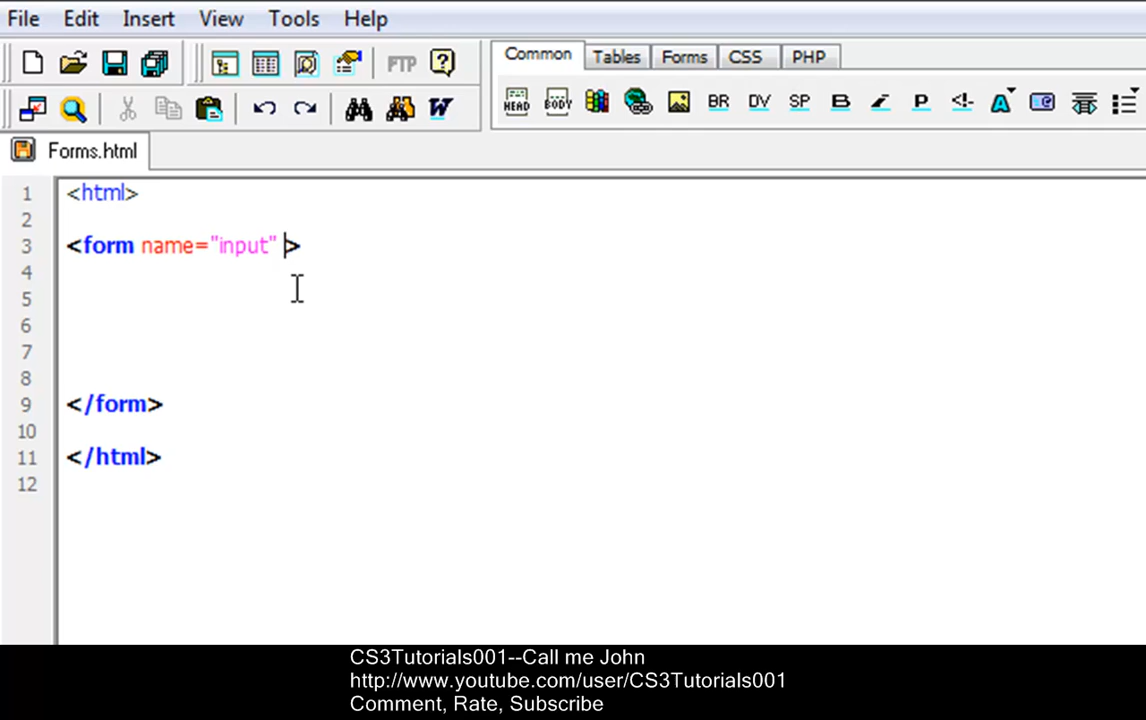 File Edit Insert View Tools Help
Common Tables Forms CSS PHP
FTP ?
HEAD BODY BR DV SP B P <!- A
W
Forms.html
1 <html>
2
3 <form name="input" >
4
5
6
7
8
9 </form>
10
11 </html>
12
CS3Tutorials001--Call me John
http://www.youtube.com/user/CS3Tutorials001
Comment, Rate, Subscribe